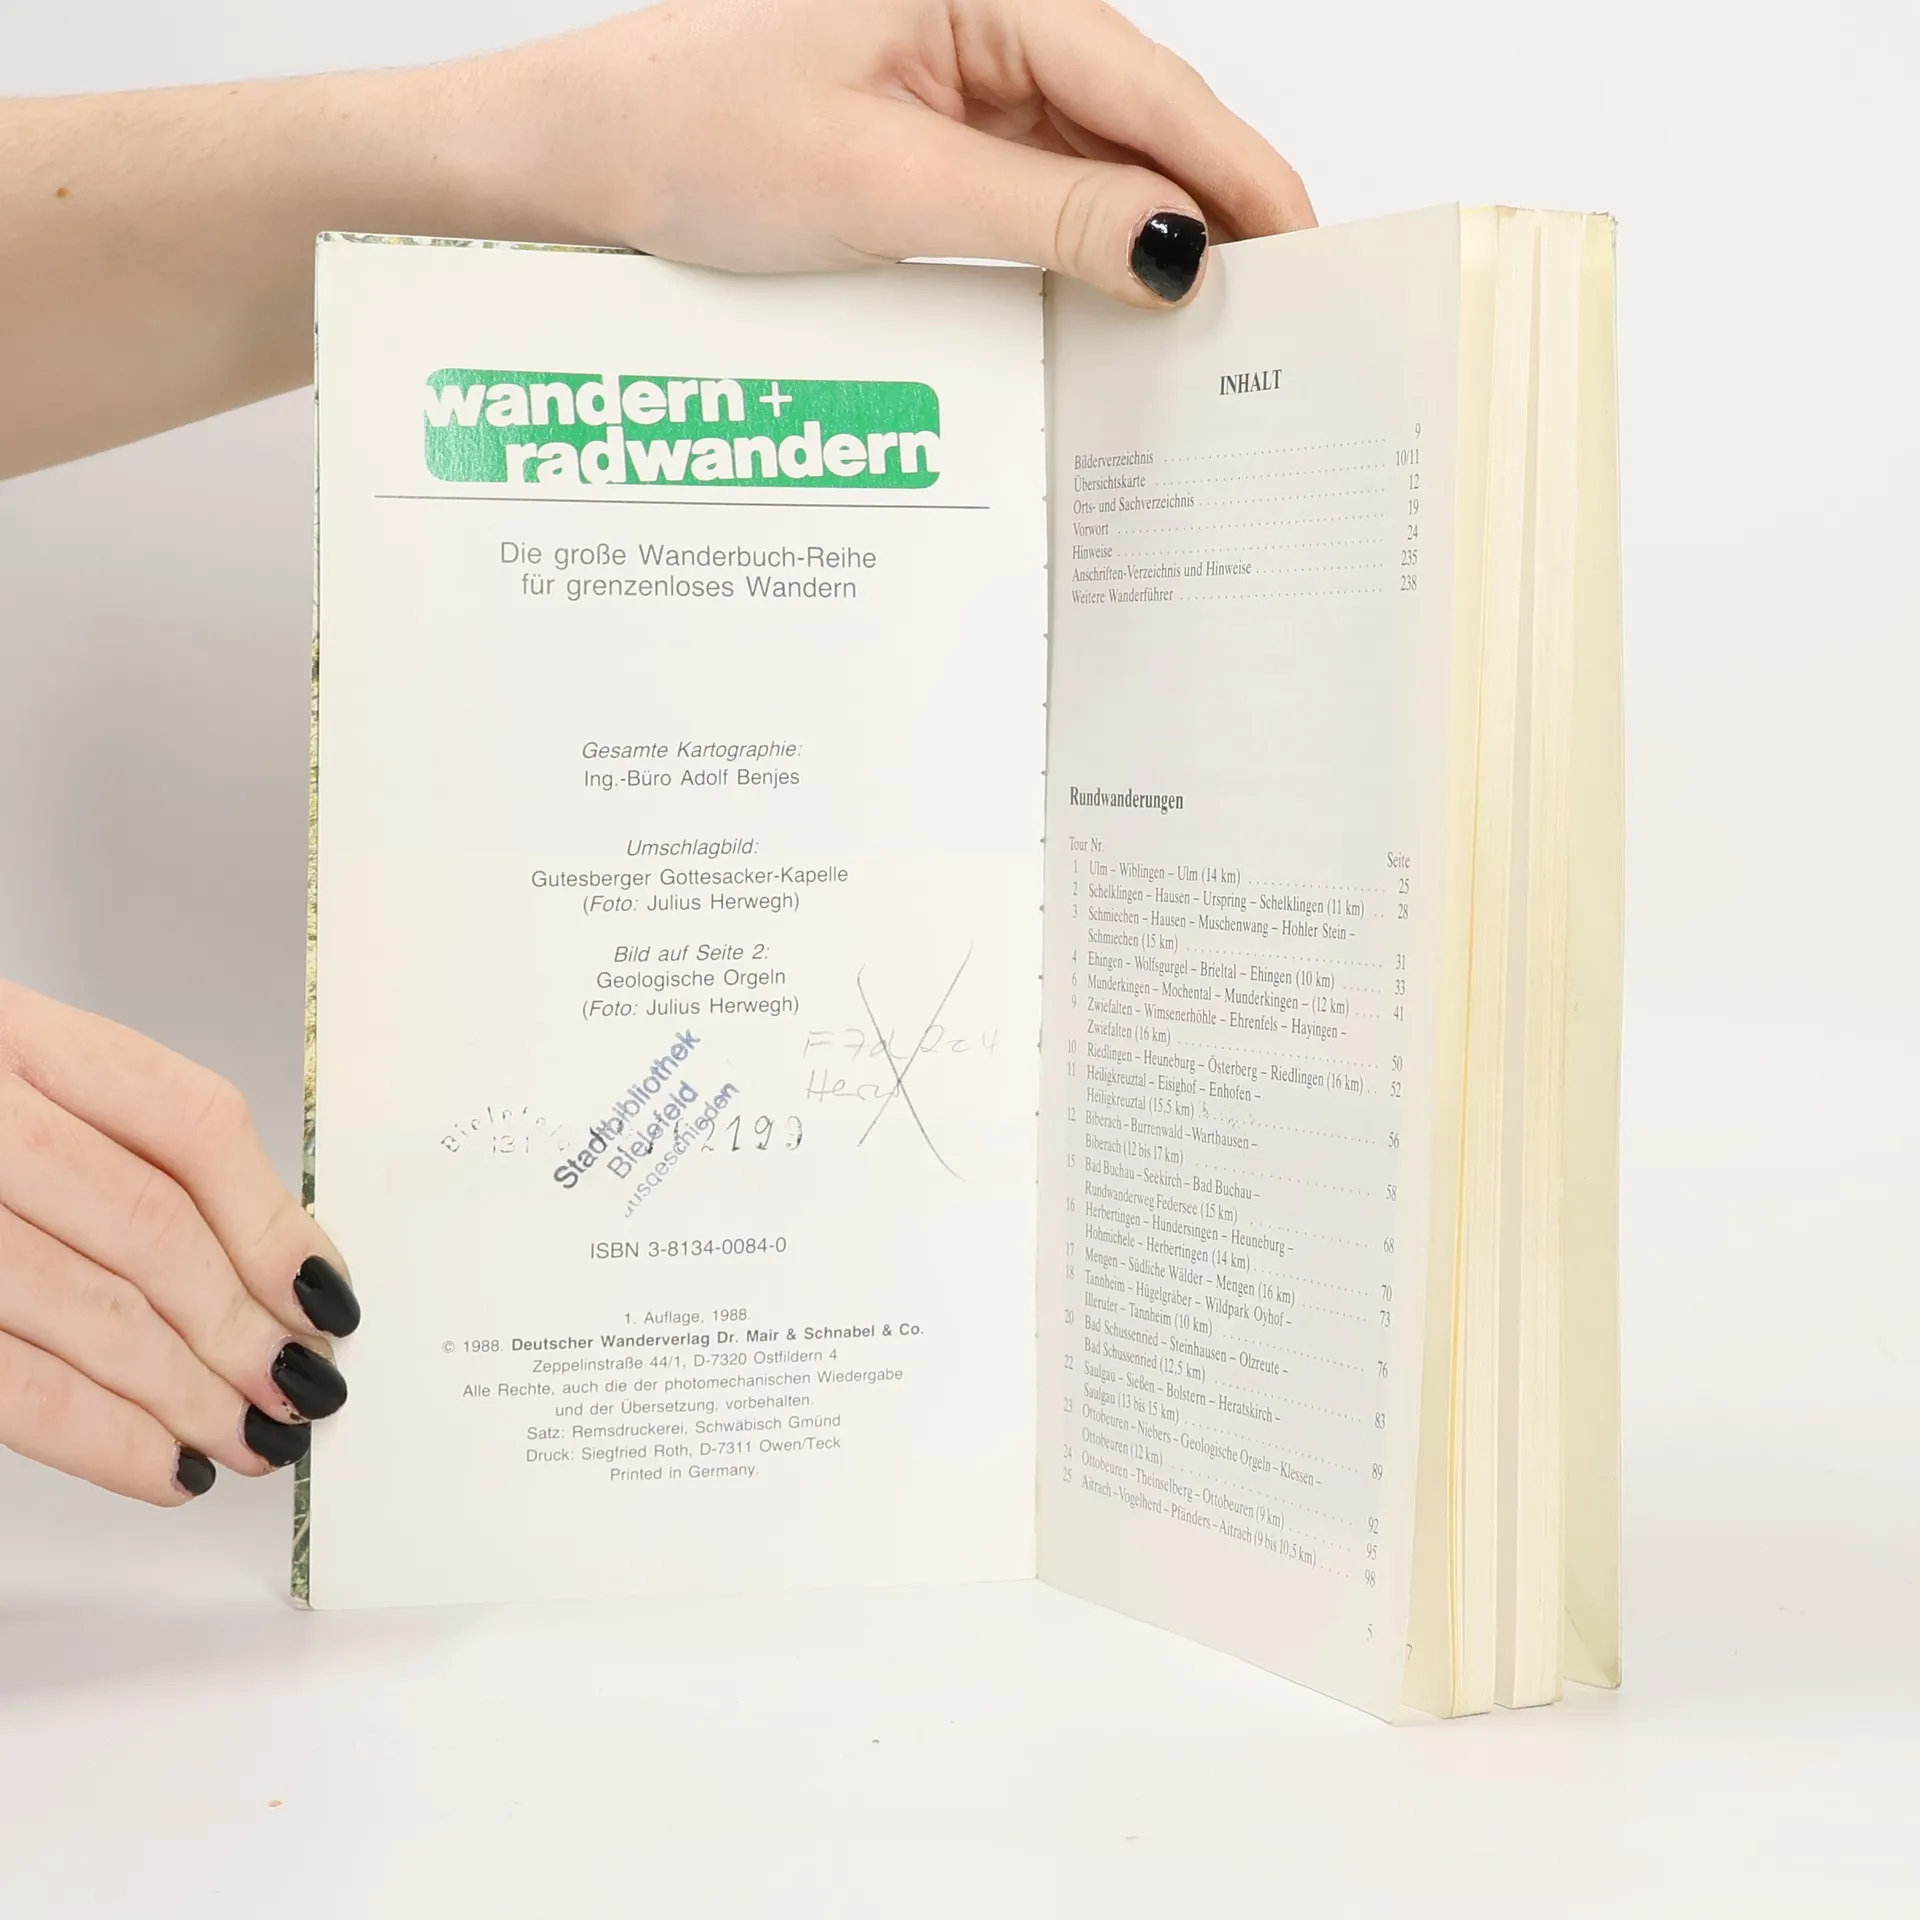 wandern +
radwandern
Die große Wanderbuch-Reihe
für grenzenloses Wandern
Gesamte Kartographie:
Ing.-Büro Adolf Benjes
Umschlagbild:
Gutesberger Gottesacker-Kapelle
(Foto: Julius Herwegh)
Bild auf Seite 2:
Geologische Orgeln
(Foto: Julius Herwegh)
Stadtbibliothek
Bielefeld
ausgeschieden
ISBN 3-8134-0084-0
1. Auflage, 1988.
© 1988. Deutscher Wanderverlag Dr. Mair & Schnabel & Co.
Zeppelinstraße 44/1, D-7320 Ostfildern 4
Alle Rechte, auch die der photomechanischen Wiedergabe
und der Übersetzung, vorbehalten.
Satz: Remsdruckerei, Schwäbisch Gmünd
Druck: Siegfried Roth, D-7311 Owen/Teck
Printed in Germany.
INHALT
Bilderverzeichnis 9
Übersichtskarte 10/11
Orts- und Sachverzeichnis 12
Vorwort 19
Hinweise 24
Anschriften-Verzeichnis und Hinweise 235
Weitere Wanderführer 238
Rundwanderungen
Tour Nr. Seite
1 Ulm – Wiblingen – Ulm (14 km) 25
2 Schelklingen – Hausen – Urspring – Schelklingen (11 km) 28
3 Schmiechen – Hausen – Muschenwang – Hohler Stein –
Schmiechen (15 km) 31
4 Ehingen – Wolfsgurgel – Brieltal – Ehingen (10 km) 33
6 Munderkingen – Mochental – Munderkingen – (12 km) 41
9 Zwiefalten – Wimsenerhöhle – Ehrenfels – Hayingen –
Zwiefalten (16 km) 50
10 Riedlingen – Heuneburg – Österberg – Riedlingen (16 km) 52
11 Heiligkreuztal – Eisighof – Enhofen –
Heiligkreuztal (15,5 km) 56
12 Biberach – Burrenwald – Warthausen –
Biberach (12 bis 17 km) 58
15 Bad Buchau – Seekirch – Bad Buchau –
Rundwanderweg Federsee (15 km) 68
16 Herbertingen – Hundersingen – Heuneburg –
Hohmichele – Herbertingen (14 km) 70
17 Mengen – Südliche Wälder – Mengen (16 km) 73
18 Tannheim – Hügelgräber – Wildpark Oyhof –
Illerufer – Tannheim (10 km) 76
20 Bad Schussenried – Steinhausen – Olzreute –
Bad Schussenried (12,5 km) 83
22 Saulgau – Sießen – Bolstern – Heratskirch –
Saulgau (13 bis 15 km) 89
23 Ottobeuren – Niebers – Geologische Orgeln – Klessen –
Ottobeuren (12 km) 92
24 Ottobeuren – Theinselberg – Ottobeuren (9 km) 95
25 Aitrach – Vogelherd – Pfänders – Aitrach (9 bis 10,5 km) 98
5
7